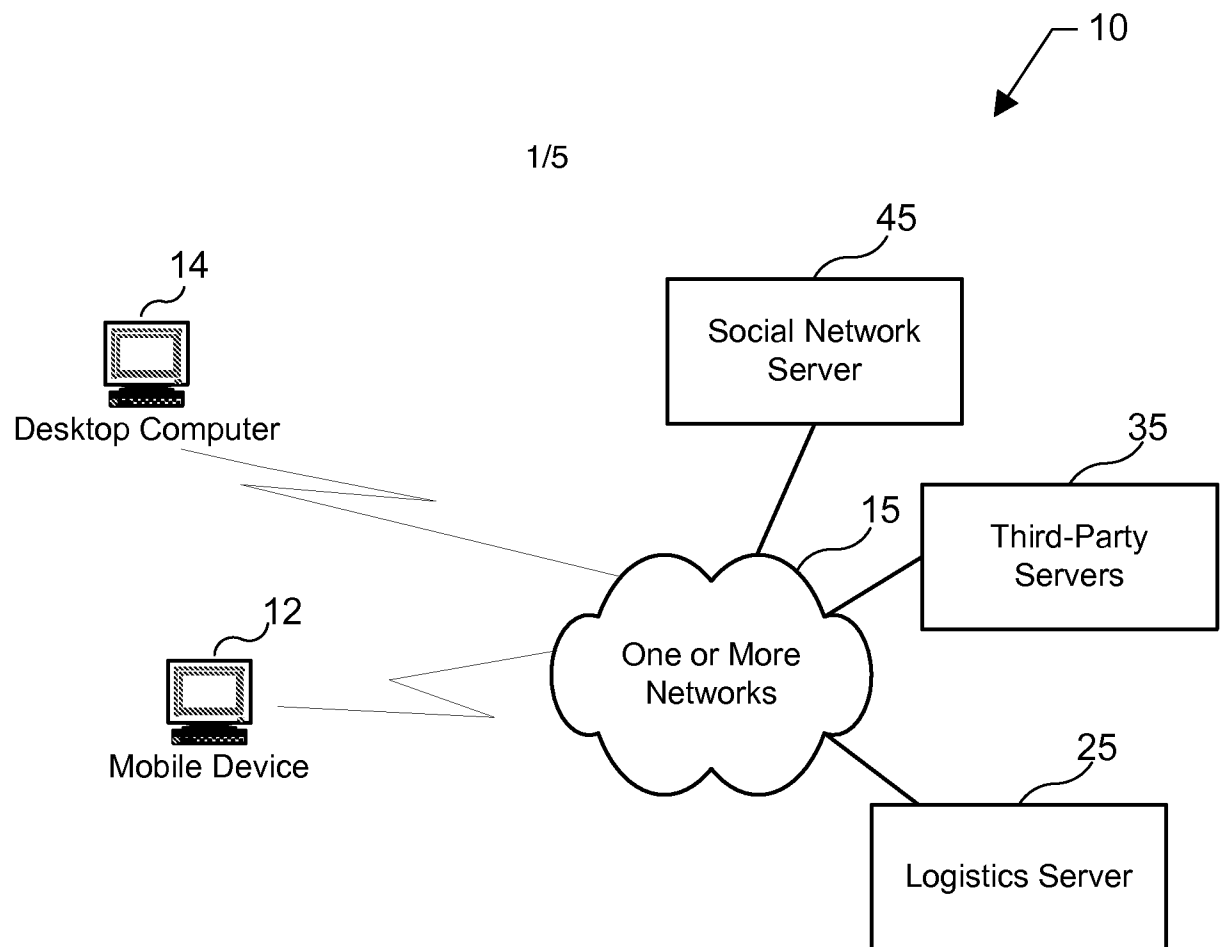 10
1/5
45
14
Social Network
Server
Desktop Computer
35
15
Third-Party
Servers
12
One or More
Networks
Mobile Device
25
Logistics Server